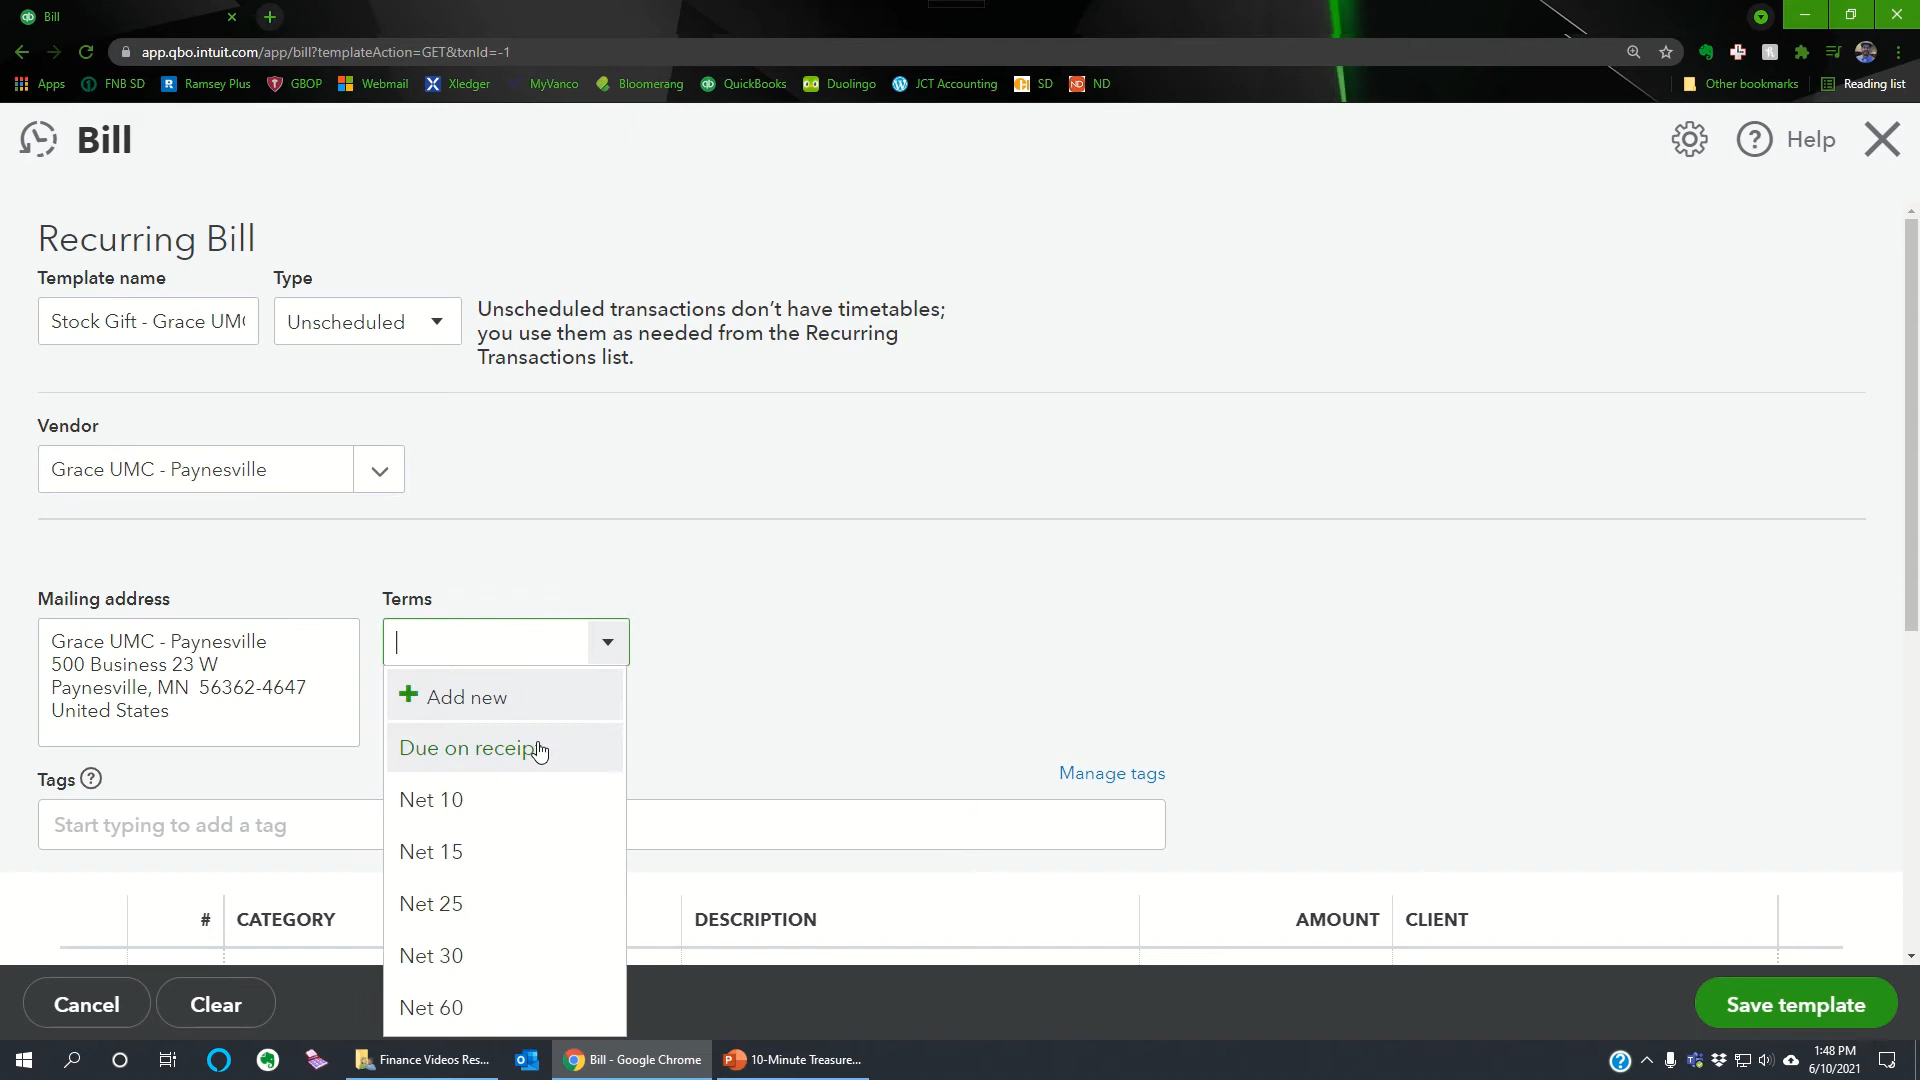 Bill
app.qbo.intuit.com/app/bill?templateAction=GET&txnId=-1
Apps FNB SD Ramsey Plus GBOP Webmail Xledger MyVanco Bloomerang QuickBooks Duolingo JCT Accounting SD ND Other bookmarks Reading list
Bill
Help
Recurring Bill
Template name Type
Stock Gift - Grace UM Unscheduled
Unscheduled transactions don't have timetables;
you use them as needed from the Recurring
Transactions list.
Vendor
Grace UMC - Paynesville
Mailing address Terms
Grace UMC - Paynesville
500 Business 23 W
Paynesville, MN 56362-4647
United States
Add new
Due on receip
Net 10
Net 15
Net 25
Net 30
Net 60
Tags ?
Manage tags
Start typing to add a tag
# CATEGORY DESCRIPTION AMOUNT CLIENT
Cancel Clear Save template
Finance Videos Res... Bill - Google Chrome 10-Minute Treasure...
1:48 PM
6/10/2021